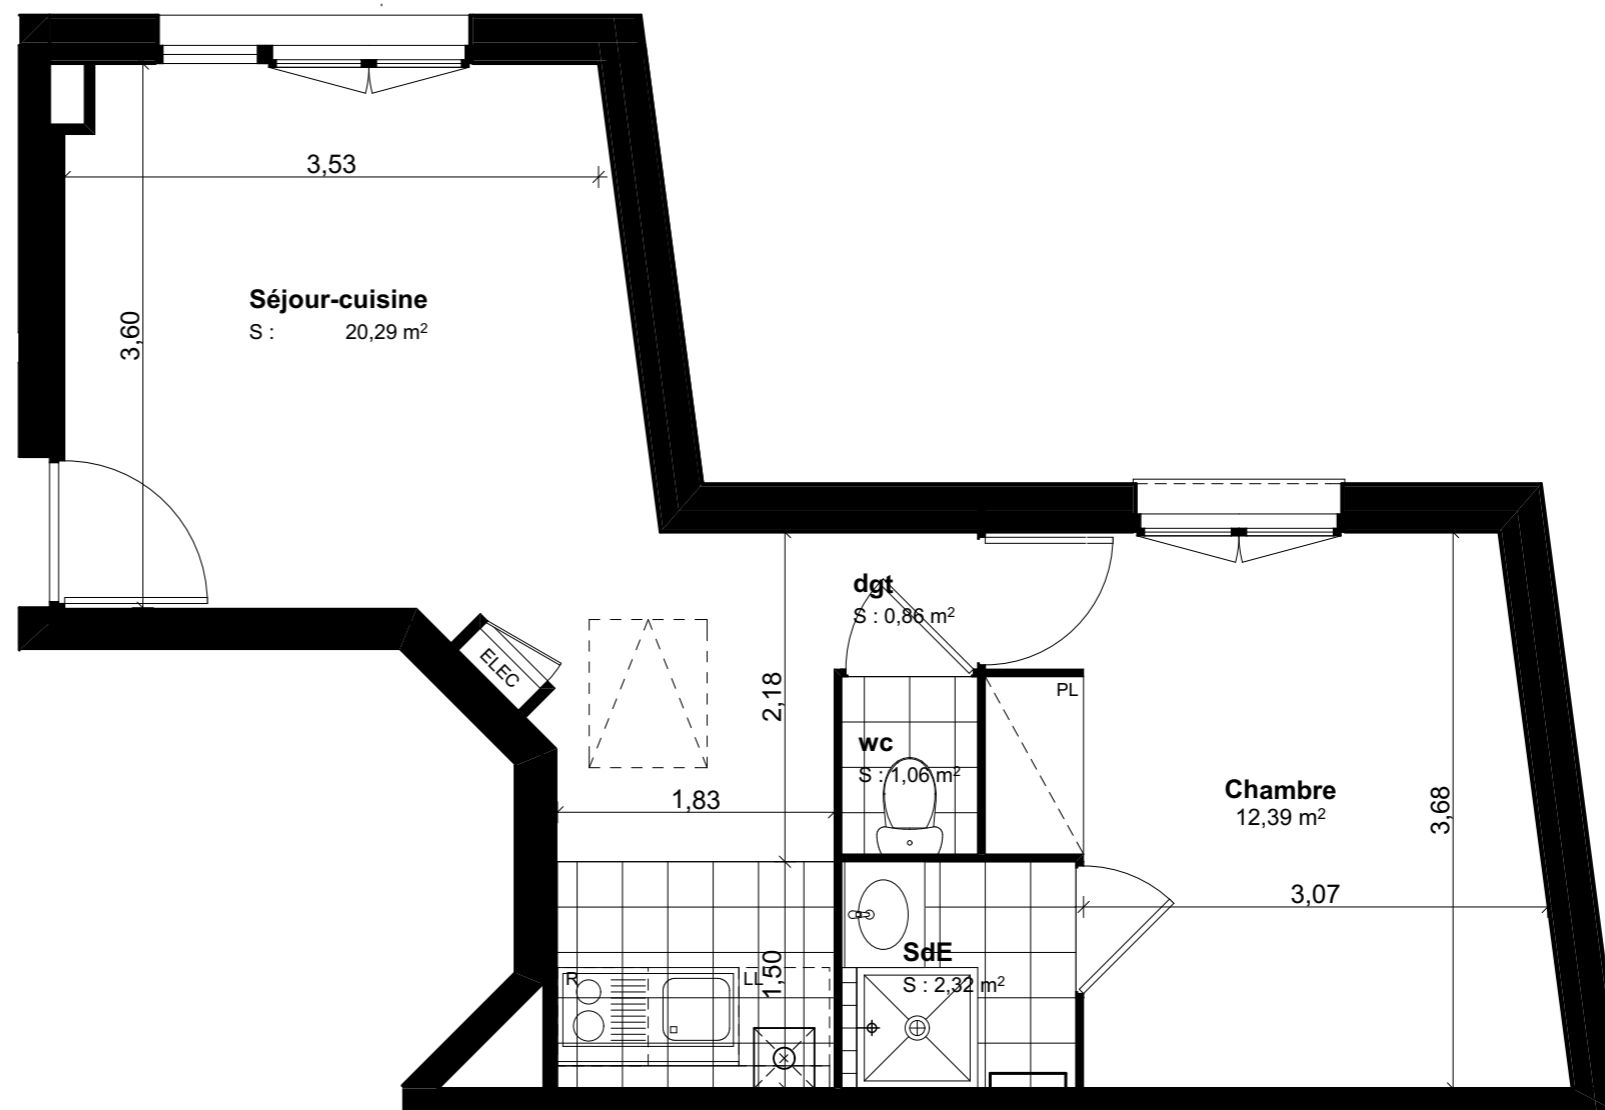 3,53
Séjour-cuisine
S : 20,29 m²
3,60
dgt
S : 0,86 m²
ELEC
PL
2,18
wc
S : 1,06 m²
1,83
Chambre
12,39 m²
3,68
3,07
SdE
S : 2,32 m²
R
LL
1,50